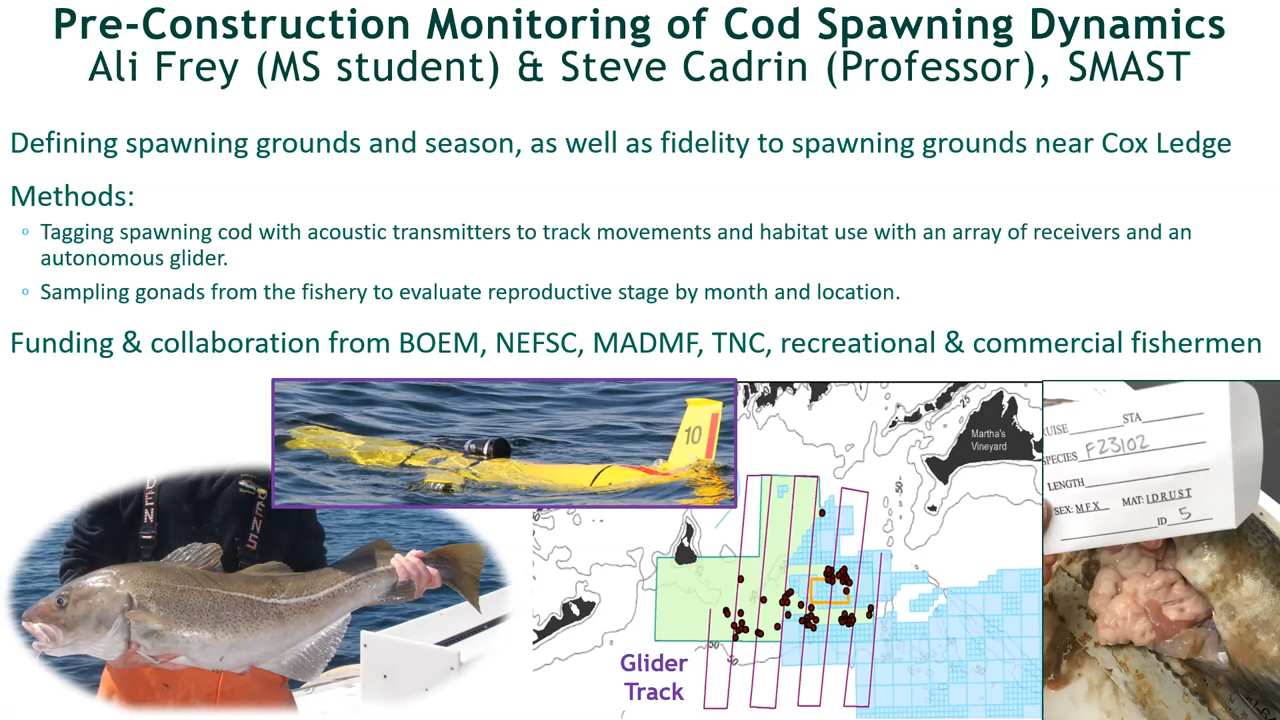 Pre-Construction Monitoring of Cod Spawning Dynamics
Ali Frey (MS student) & Steve Cadrin (Professor), SMAST
Defining spawning grounds and season, as well as fidelity to spawning grounds near Cox Ledge
Methods:
Tagging spawning cod with acoustic transmitters to track movements and habitat use with an array of receivers and an
autonomous glider.
Sampling gonads from the fishery to evaluate reproductive stage by month and location.
Funding & collaboration from BOEM, NEFSC, MADMF, TNC, recreational & commercial fishermen
10
Martha's
Vineyard
Glider
Track
UISE STA
SPECIES FZ3102
LENGTH
SEX: MFX MAT: IDRUST
ID 5